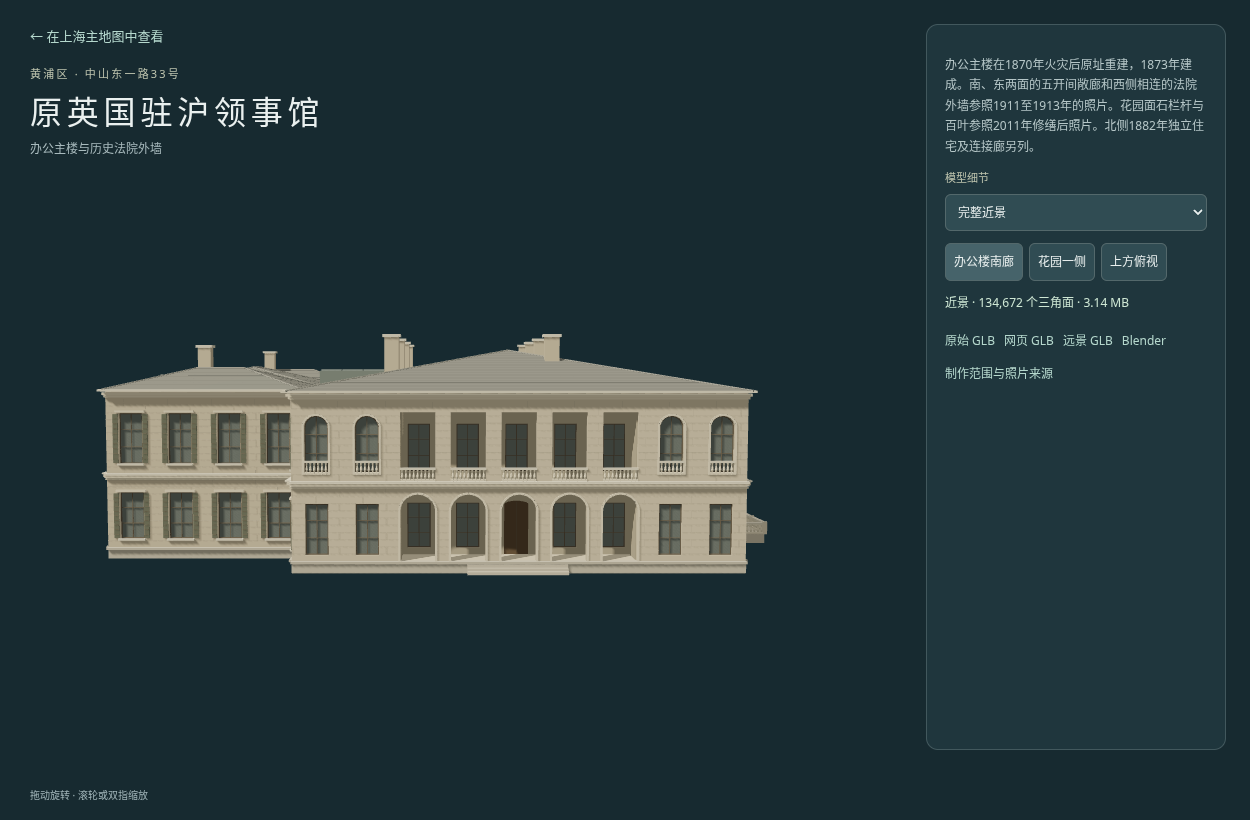 ← 在上海主地图中查看
黄浦区 · 中山东一路33号
原英国驻沪领事馆
办公主楼与历史法院外墙
办公主楼在1870年火灾后原址重建，1873年建
成。南、东两面的五开间敞廊和西侧相连的法院
外墙参照1911至1913年的照片。花园面石栏杆与
百叶参照2011年修缮后照片。北侧1882年独立住
宅及连接廊另列。
模型细节
完整近景
办公楼南廊 花园一侧 上方俯视
近景 · 134,672 个三角面 · 3.14 MB
原始 GLB 网页 GLB 远景 GLB Blender
制作范围与照片来源
拖动旋转 · 滚轮或双指缩放